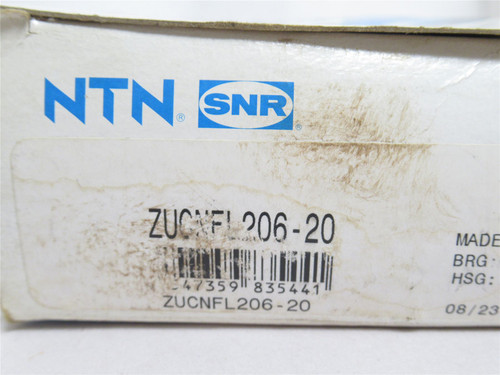 NTN® SNR®
ZUCNFL206-20
47359 835441
ZUCNFL206-20
MADE
BRG
HSG:
08/23